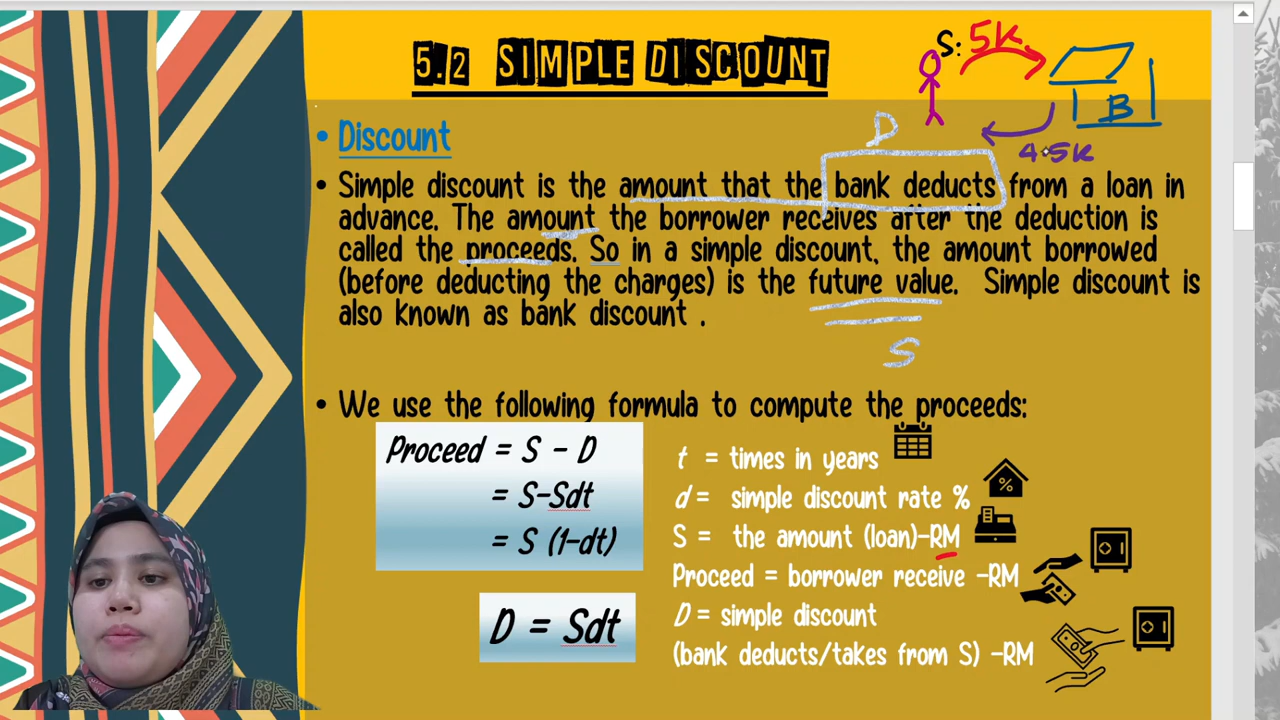 5.2 SIMPLE DISCOUNT
S: 5K
B
4.5K
• Discount
D
• Simple discount is the amount that the bank deducts from a loan in
advance. The amount the borrower receives after the deduction is
called the proceeds. So in a simple discount, the amount borrowed
(before deducting the charges) is the future value. Simple discount is
also known as bank discount .
S
• We use the following formula to compute the proceeds:
Proceed = S - D
= S-Sdt
= S (1-dt)
D = Sdt
t = times in years
d = simple discount rate %
%
S = the amount (loan)-RM
Proceed = borrower receive -RM
D = simple discount
(bank deducts/takes from S) -RM